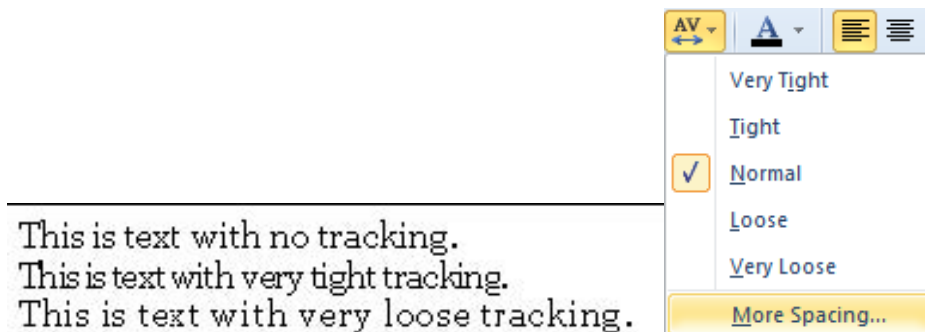 AV
A
Very Tight
Tight
Normal
Loose
Very Loose
More Spacing...
This is text with no tracking.
This is text with very tight tracking.
This is text with very loose tracking.